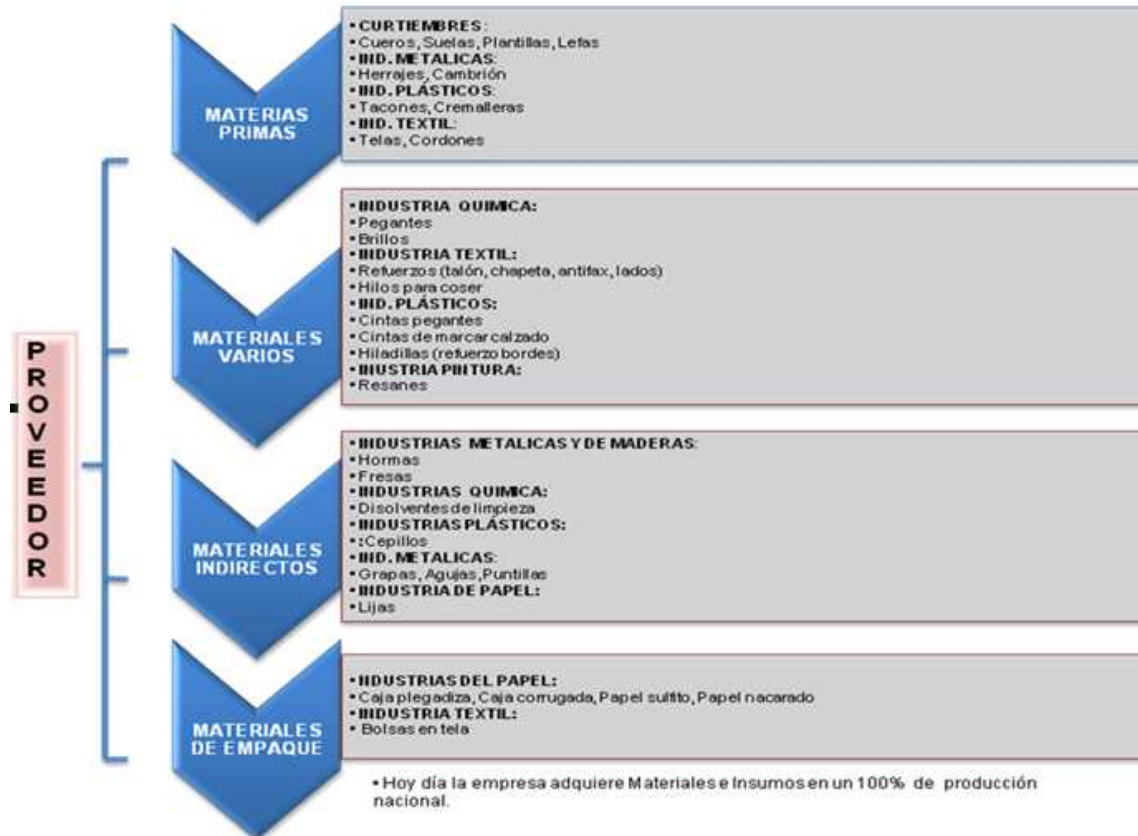 PROVEEDOR
MATERIAS
PRIMAS
• CURTIEMBRES:
• Cueros, Suelas, Plantillas, Lefas
• IND. METALICAS:
• Herrajes, Cambrión
• IND. PLÁSTICOS:
• Tacones, Cremalleras
• IND. TEXTIL:
• Telas, Cordones
MATERIALES
VARIOS
• INDUSTRIA QUIMICA:
• Pegantes
• Brillos
• INDUSTRIA TEXTIL:
• Refuerzos (talón, chapeta, antifax, lados)
• Hilos para coser
• IND. PLÁSTICOS:
• Cintas pegantes
• Cintas de marcar calzado
• Hiladillas (refuerzo bordes)
• INUSTRIA PINTURA:
• Resanes
MATERIALES
INDIRECTOS
• INDUSTRIAS METALICAS Y DE MADERAS:
• Hormas
• Fresas
• INDUSTRIAS QUIMICA:
• Disolventes de limpieza
• INDUSTRIAS PLÁSTICOS:
• :Cepillos
• IND. METALICAS:
• Grapas, Agujas, Puntillas
• INDUSTRIA DE PAPEL:
• Lijas
MATERIALES
DE EMPAQUE
• INDUSTRIAS DEL PAPEL:
• Caja plegadiza, Caja corrugada, Papel sulfito, Papel nacarado
• INDUSTRIA TEXTIL:
• Bolsas en tela
• Hoy día la empresa adquiere Materiales e Insumos en un 100% de producción
nacional.